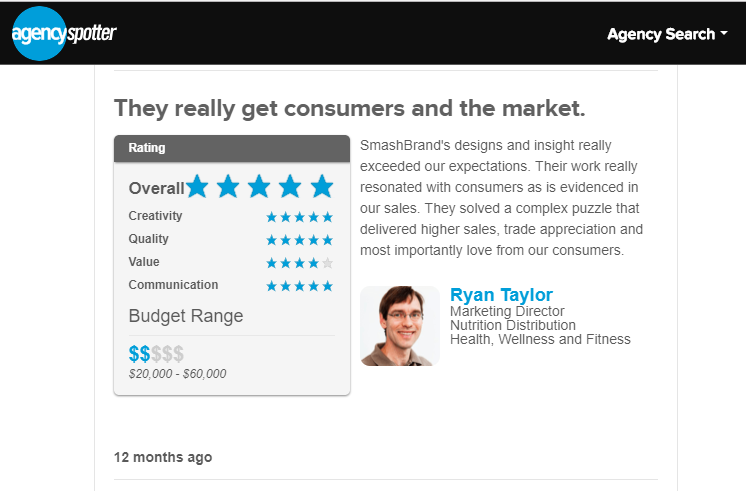 agencyspotter
Agency Search
They really get consumers and the market.
Rating
Overall
Creativity
Quality
Value
Communication
Budget Range
$$$$$
$20,000 - $60,000
SmashBrand's designs and insight really
exceeded our expectations. Their work really
resonated with consumers as is evidenced in
our sales. They solved a complex puzzle that
delivered higher sales, trade appreciation and
most importantly love from our consumers.
Ryan Taylor
Marketing Director
Nutrition Distribution
Health, Wellness and Fitness
12 months ago